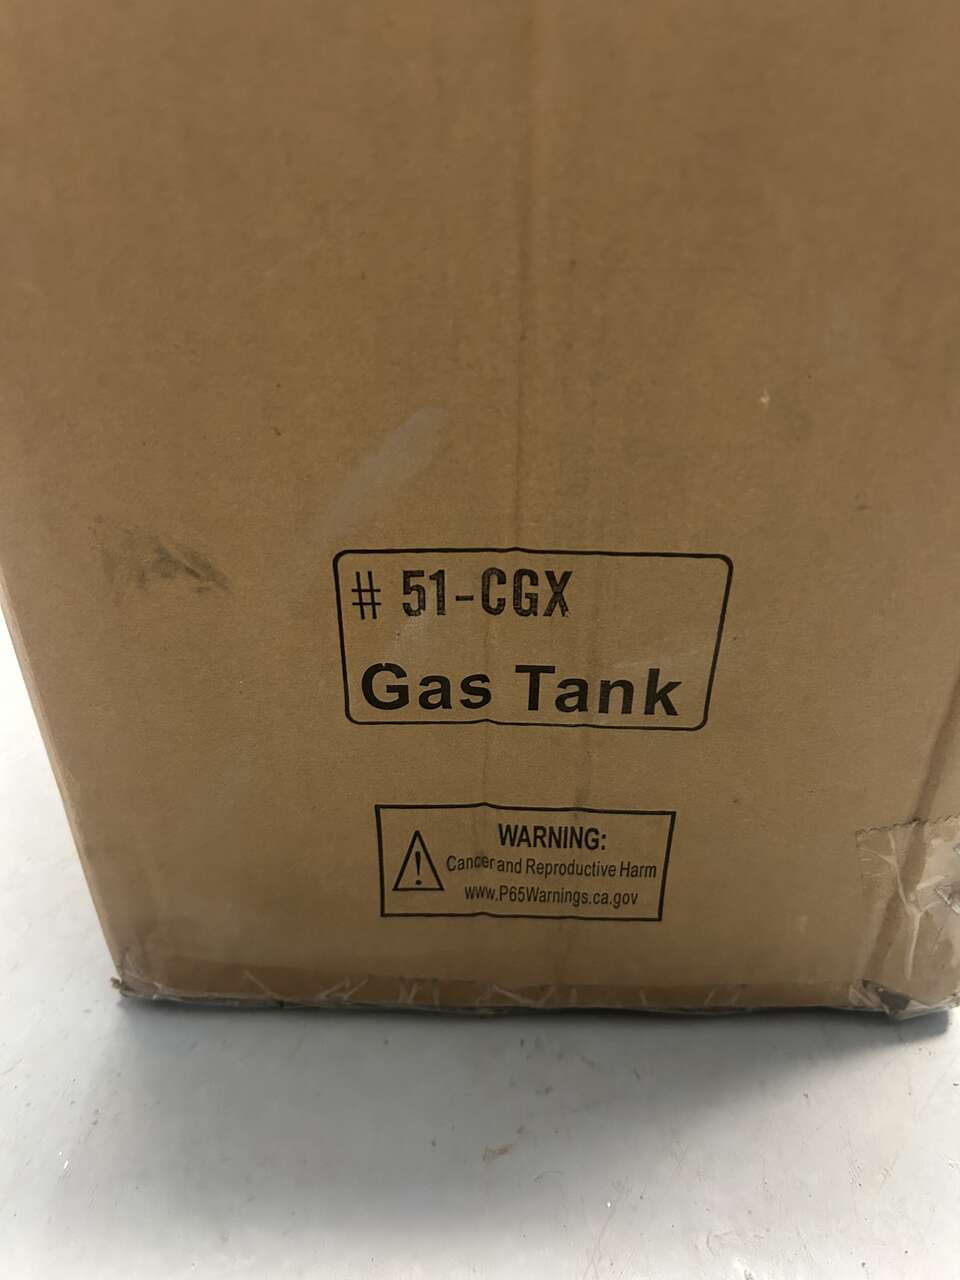 # 51-CGX
Gas Tank
WARNING:
Cancer and Reproductive Harm
www.P65Warnings.ca.gov